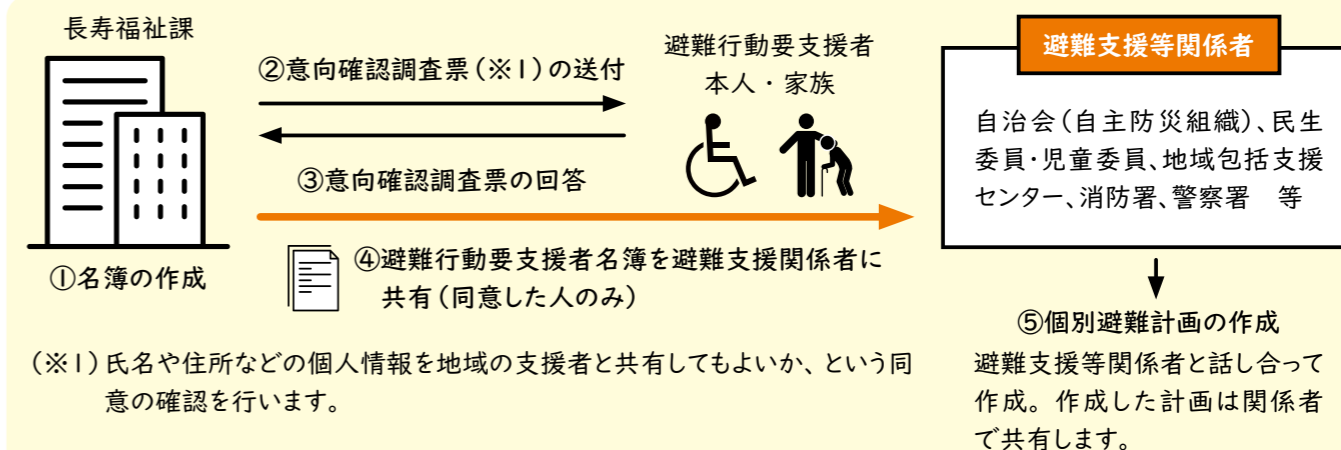 長寿福祉課
①名簿の作成
②意向確認調査票(※1)の送付
③意向確認調査票の回答
避難行動要支援者
本人・家族
④避難行動要支援者名簿を避難支援関係者に
共有(同意した人のみ)
(※1)氏名や住所などの個人情報を地域の支援者と共有してもよいか、という同
意の確認を行います。
避難支援等関係者
自治会(自主防災組織)、民生
委員・児童委員、地域包括支援
センター、消防署、警察署 等
⑤個別避難計画の作成
避難支援等関係者と話し合って
作成。作成した計画は関係者
で共有します。